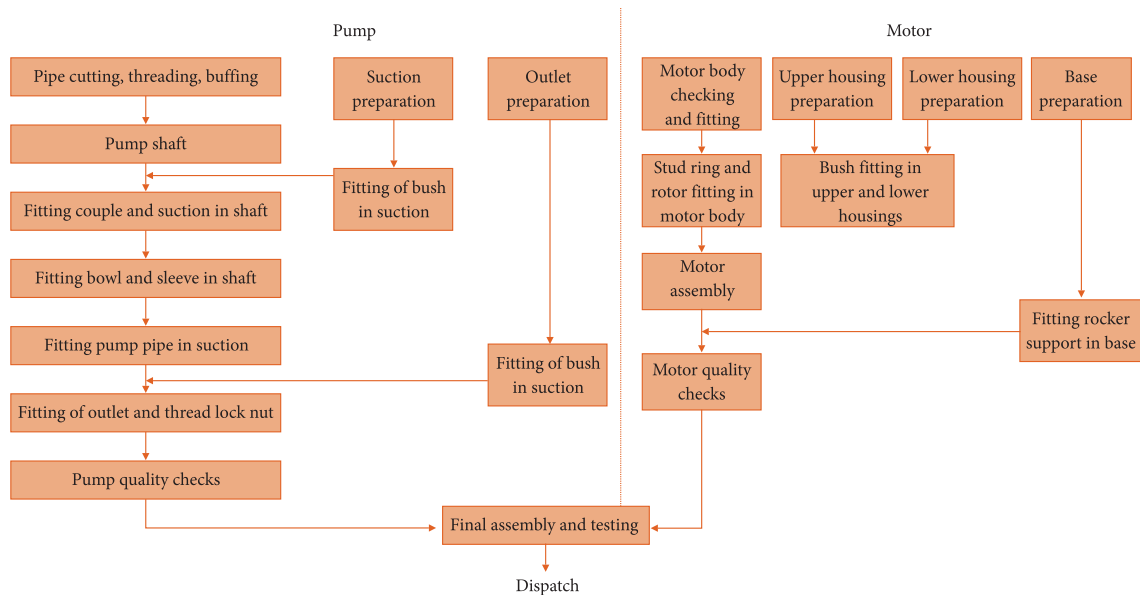 Pump
Motor
Pipe cutting, threading, buffing
Pump shaft
Fitting couple and suction in shaft
Fitting bowl and sleeve in shaft
Fitting pump pipe in suction
Fitting of outlet and thread lock nut
Pump quality checks
Suction
preparation
Fitting of bush
in suction
Outlet
preparation
Fitting of bush
in suction
Motor body
checking
and fitting
Stud ring and
rotor fitting in
motor body
Motor
assembly
Motor quality
checks
Upper housing
preparation
Lower housing
preparation
Bush fitting in
upper and lower
housings
Base
preparation
Fitting rocker
support in base
Final assembly and testing
Dispatch